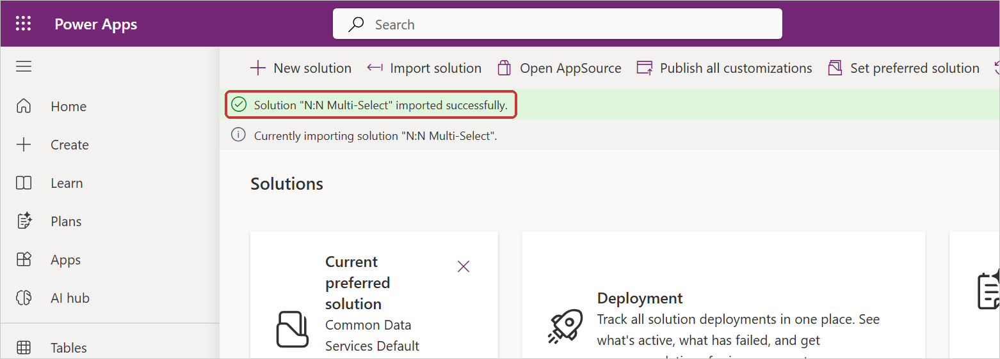 Power Apps
Search
New solution
Import solution
Open AppSource
Publish all customizations
Set preferred solution
Solution "N:N Multi-Select" imported successfully.
Currently importing solution "N:N Multi-Select".
Home
Create
Learn
Plans
Apps
AI hub
Tables
Solutions
Current
preferred
solution
Common Data
Services Default
Deployment
Track all solution deployments in one place. See
what's active, what has failed, and get